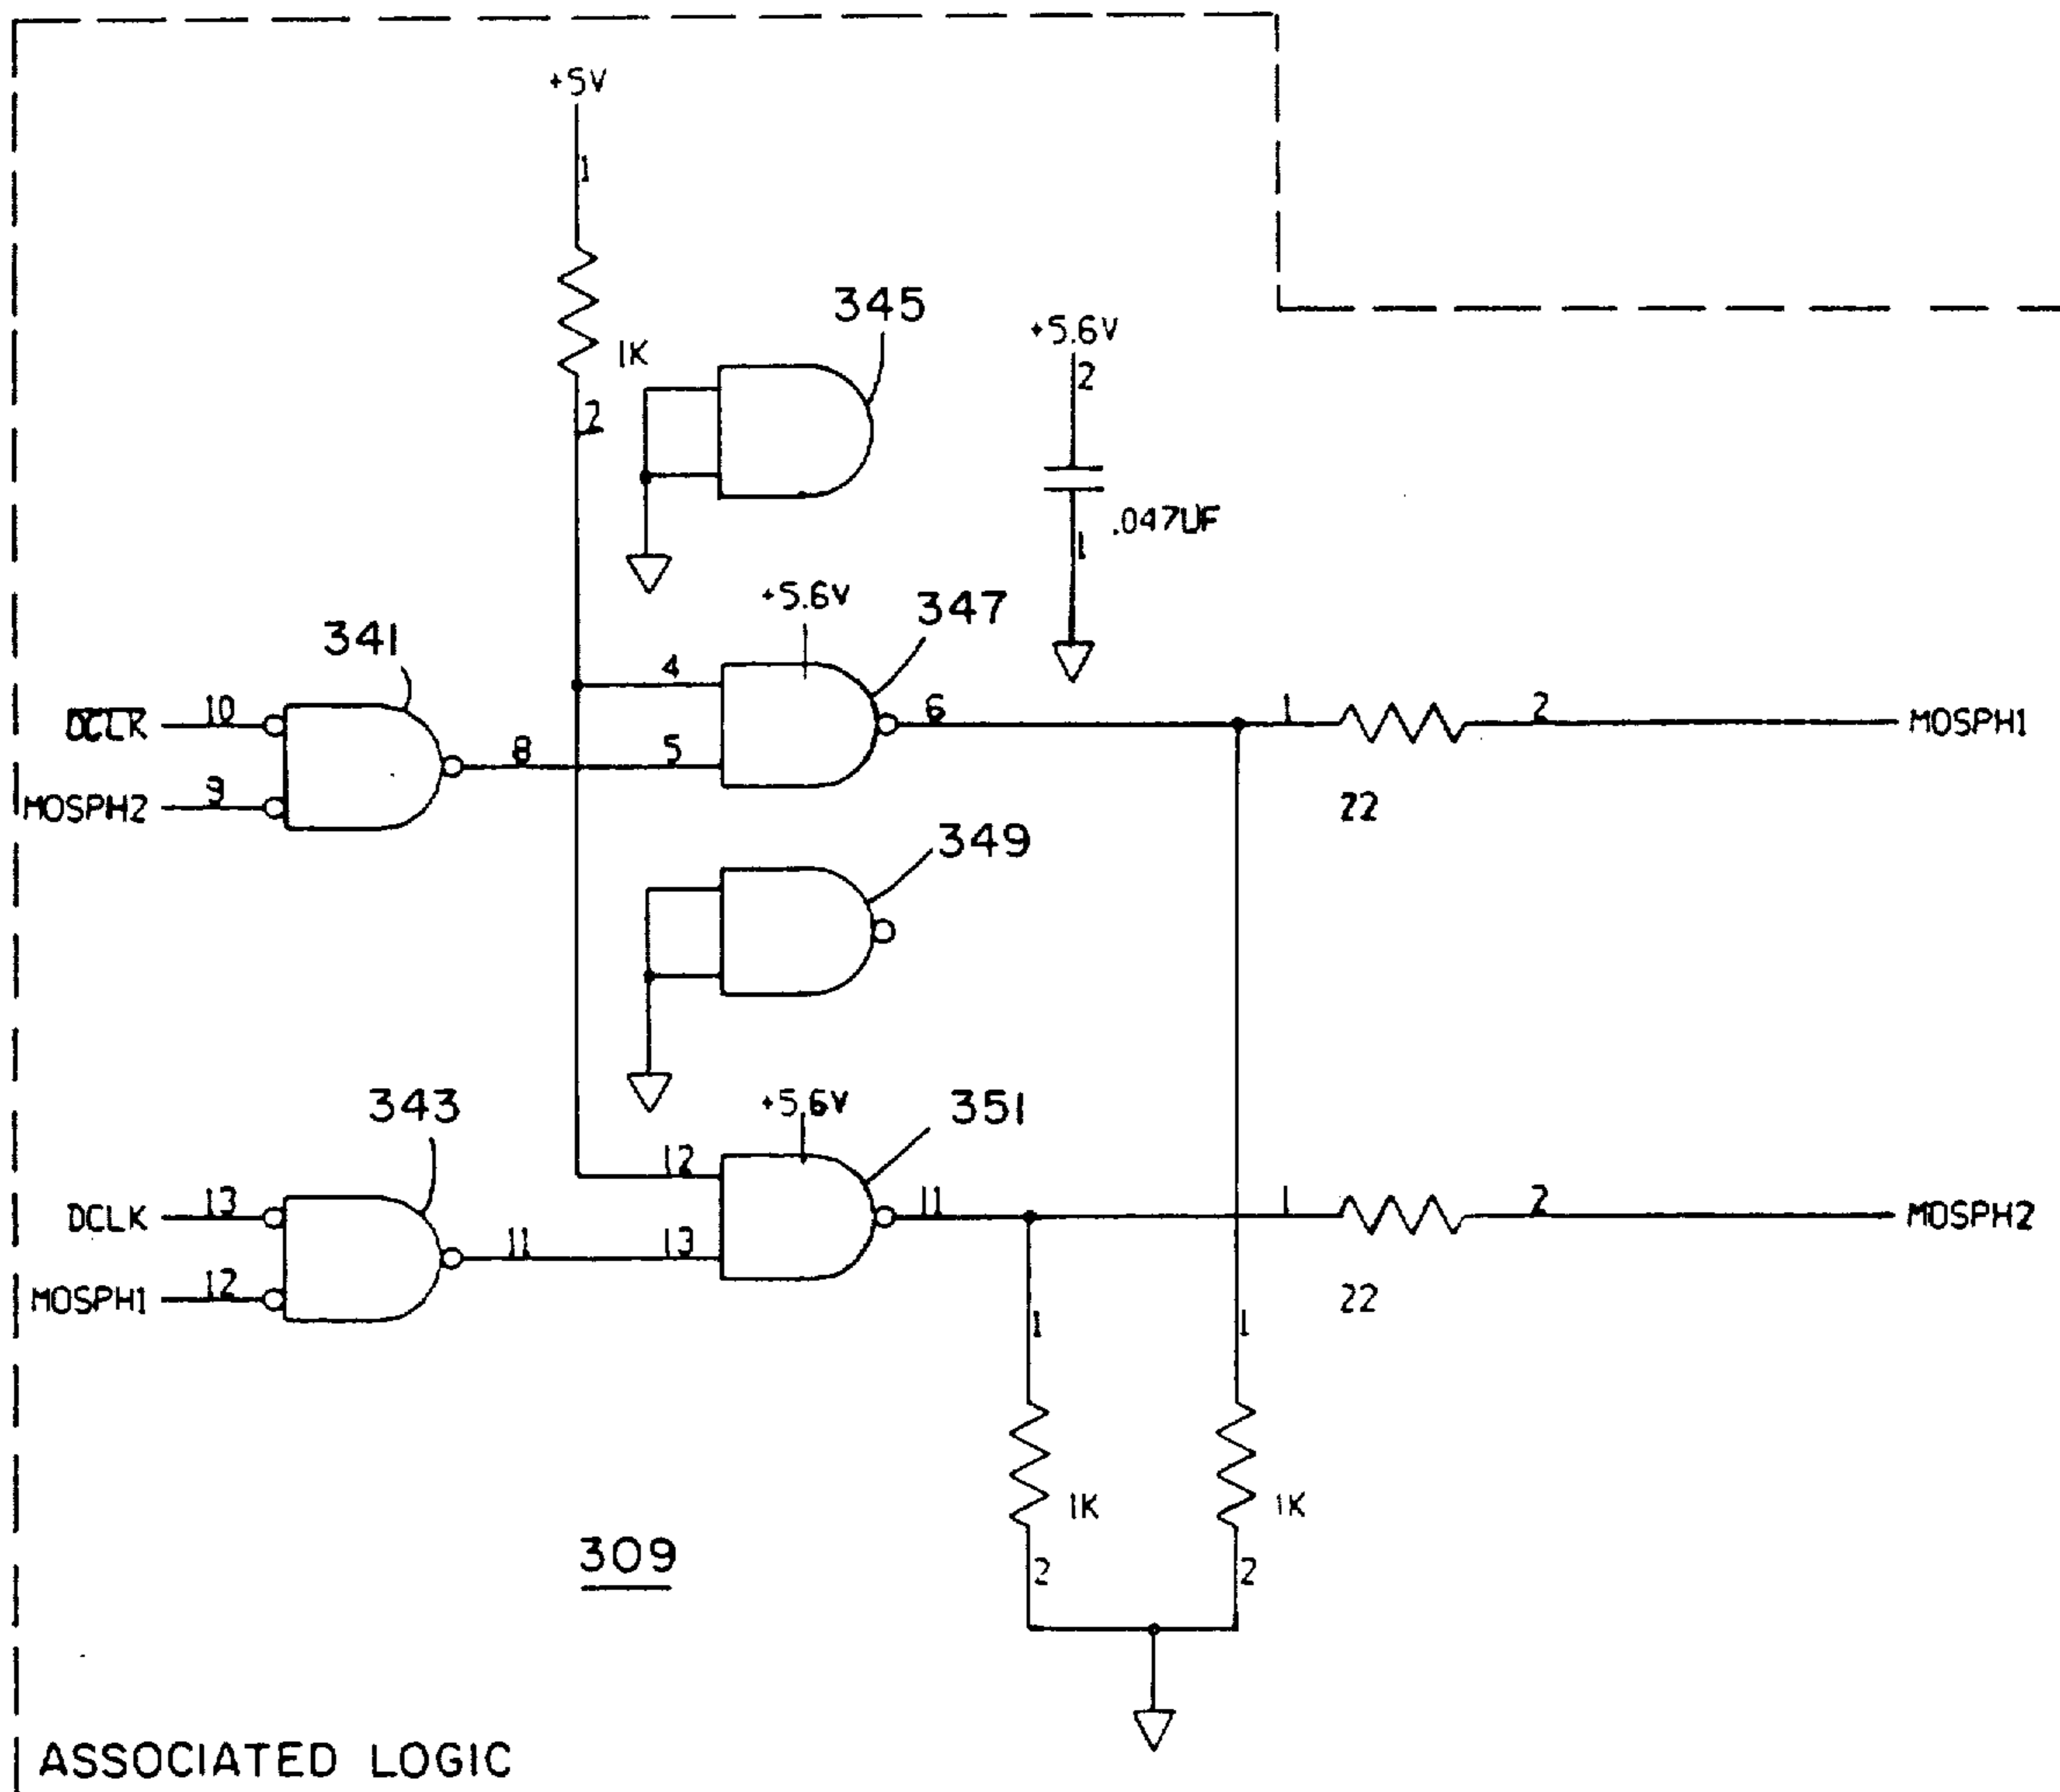 +5V
1
345
+5.6V
1K
2
2
.047UF
1
+5.6V
347
341
4
6
1
2
MOSPH1
D̅C̅L̅K̅
10
8
5
MOSPH2
9
22
349
343
+5.6V
351
12
DCLK
13
11
1
2
MOSPH2
11
13
MOSPH1
12
22
1
1
1K
1K
309
2
2
ASSOCIATED LOGIC